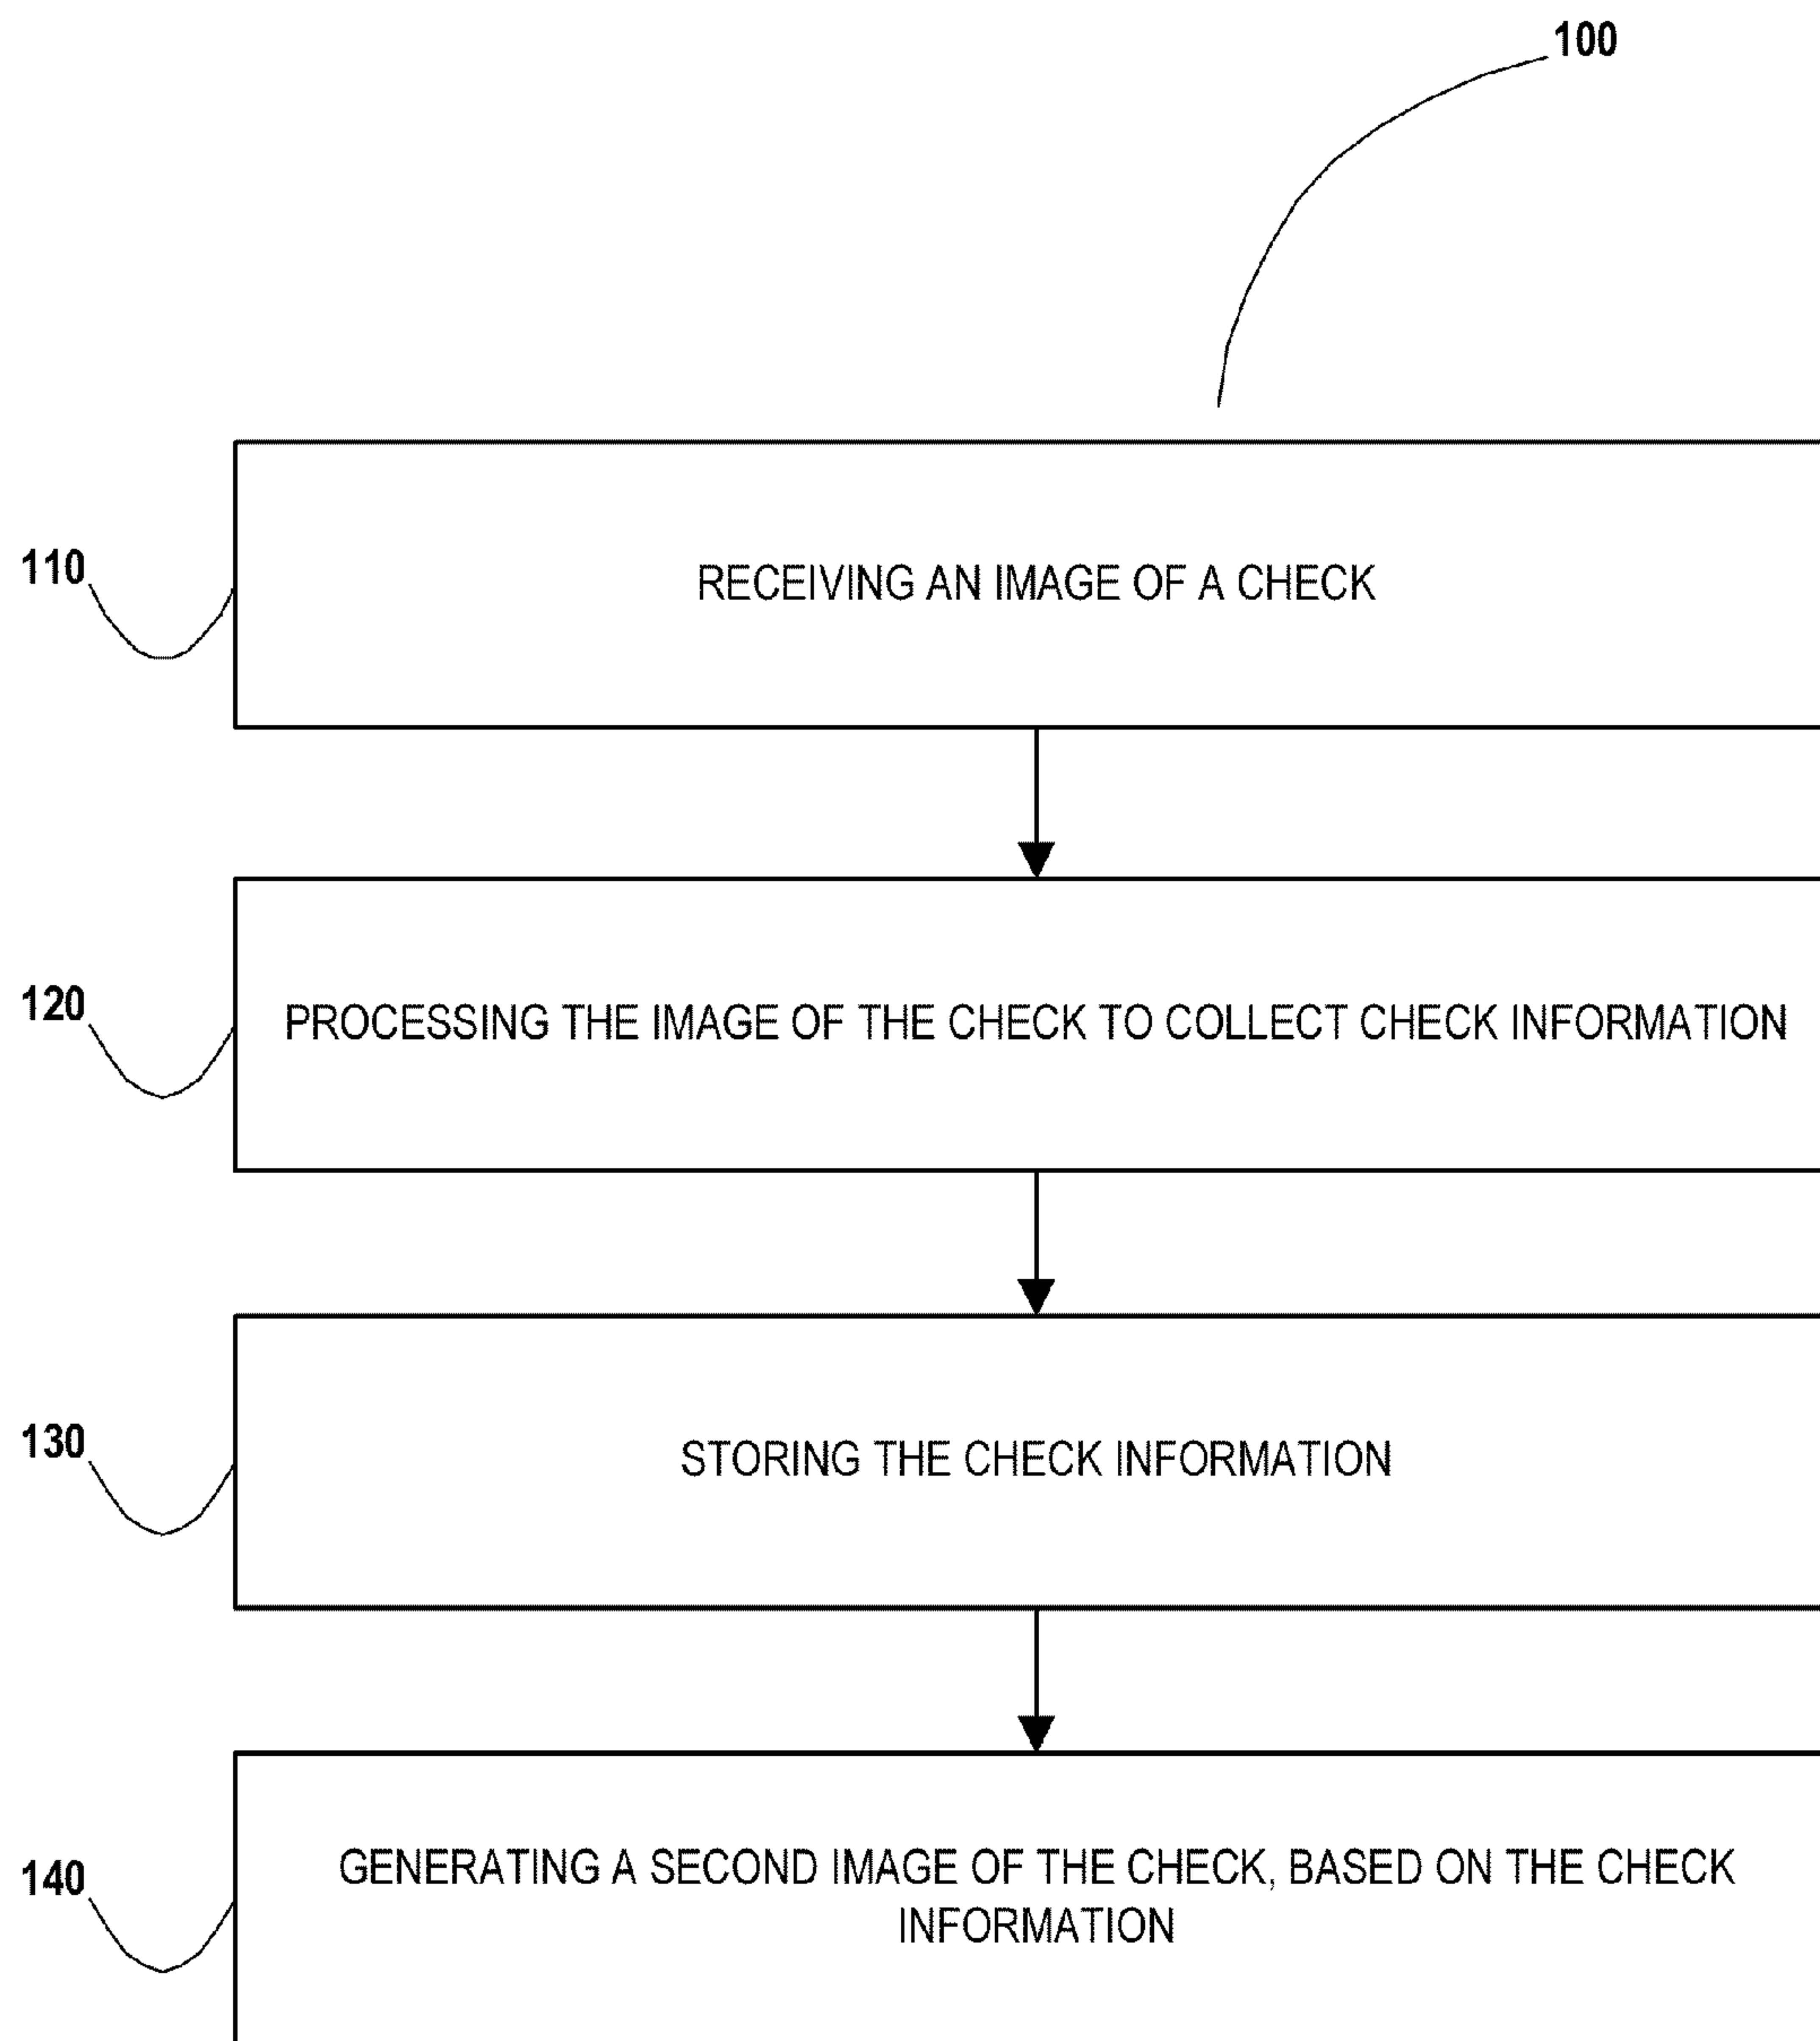 100
110
RECEIVING AN IMAGE OF A CHECK
120
PROCESSING THE IMAGE OF THE CHECK TO COLLECT CHECK INFORMATION
130
STORING THE CHECK INFORMATION
140
GENERATING A SECOND IMAGE OF THE CHECK, BASED ON THE CHECK
INFORMATION